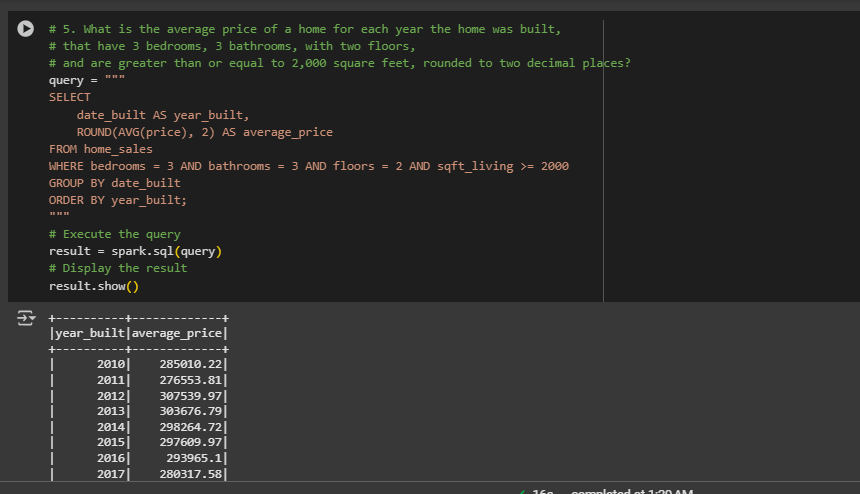 # 5. What is the average price of a home for each year the home was built,
# that have 3 bedrooms, 3 bathrooms, with two floors,
# and are greater than or equal to 2,000 square feet, rounded to two decimal places?
query = """
SELECT
    date_built AS year_built,
    ROUND(AVG(price), 2) AS average_price
FROM home_sales
WHERE bedrooms = 3 AND bathrooms = 3 AND floors = 2 AND sqft_living >= 2000
GROUP BY date_built
ORDER BY year_built;
"""
# Execute the query
result = spark.sql(query)
# Display the result
result.show()
+----------+-------------+
|year_built|average_price|
+----------+-------------+
|      2010|    285010.22|
|      2011|    276553.81|
|      2012|    307539.97|
|      2013|    303676.79|
|      2014|    298264.72|
|      2015|    297609.97|
|      2016|     293965.1|
|      2017|    280317.58|
16s completed at 1:20 AM